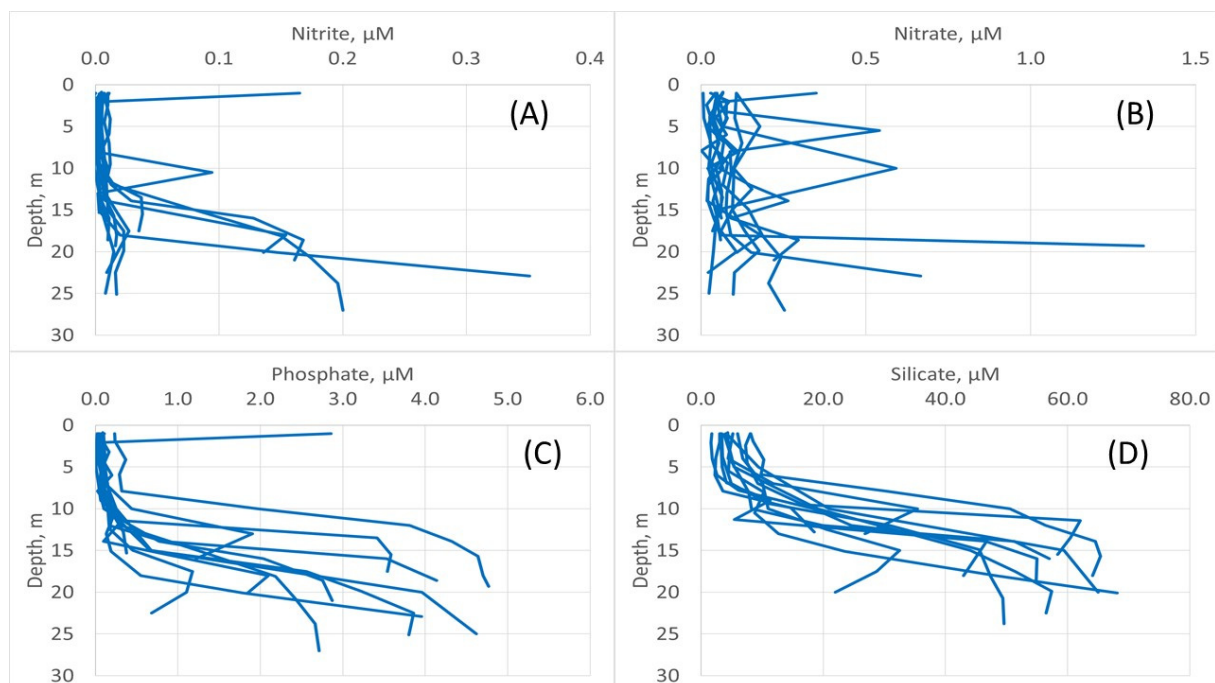 Nitrite, µM
0.0 0.1 0.2 0.3 0.4
0
5
10
15
20
25
30
Depth, m
(A)
Nitrate, µM
0.0 0.5 1.0 1.5
0
5
10
15
20
25
30
Depth, m
(B)
Phosphate, µM
0.0 1.0 2.0 3.0 4.0 5.0 6.0
0
5
10
15
20
25
30
Depth, m
(C)
Silicate, µM
0.0 20.0 40.0 60.0 80.0
0
5
10
15
20
25
30
Depth, m
(D)